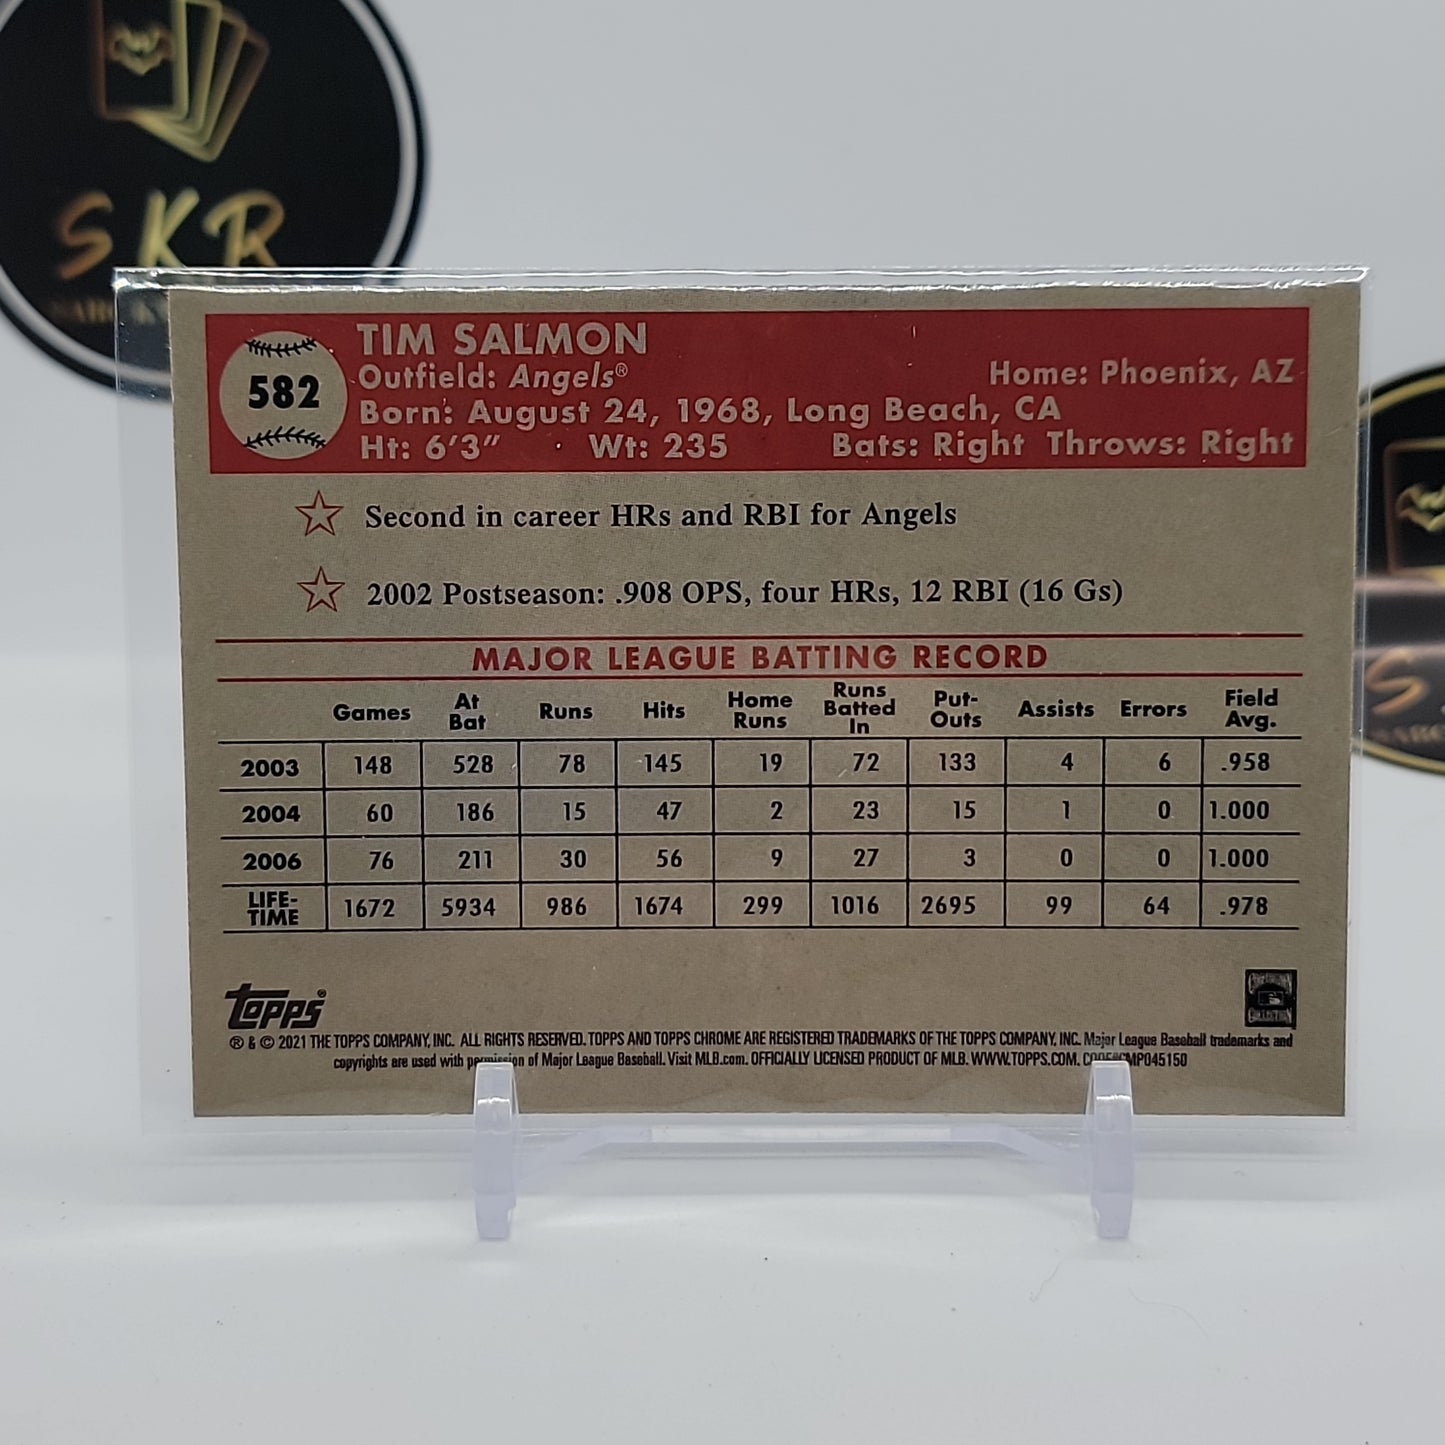 SKR
582
TIM SALMON
Outfield: Angels®
Home: Phoenix, AZ
Born: August 24, 1968, Long Beach, CA
Ht: 6'3" Wt: 235 Bats: Right Throws: Right
Second in career HRs and RBI for Angels
2002 Postseason: .908 OPS, four HRs, 12 RBI (16 Gs)
MAJOR LEAGUE BATTING RECORD
Games At Bat Runs Hits Home Runs Runs Batted In Put-Outs Assists Errors Field Avg.
2003 148 528 78 145 19 72 133 4 6 .958
2004 60 186 15 47 2 23 15 1 0 1.000
2006 76 211 30 56 9 27 3 0 0 1.000
LIFE-TIME 1672 5934 986 1674 299 1016 2695 99 64 .978
TOPPS®
® & © 2021 THE TOPPS COMPANY, INC. ALL RIGHTS RESERVED. TOPPS AND TOPPS CHROME ARE REGISTERED TRADEMARKS OF THE TOPPS COMPANY, INC. Major League Baseball trademarks and
copyrights are used with permission of Major League Baseball. Visit MLB.com. OFFICIALLY LICENSED PRODUCT OF MLB. WWW.TOPPS.COM. CODE#CMP045150